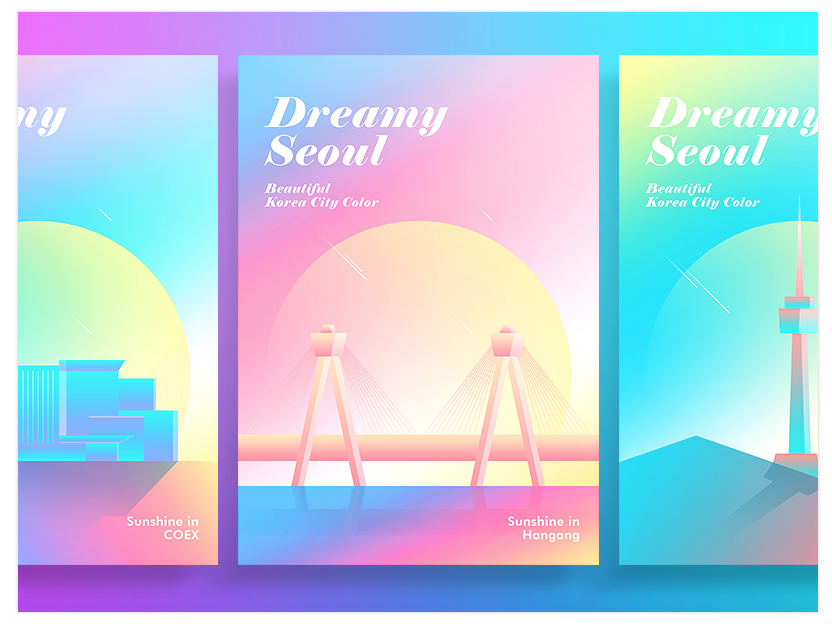 my
Dreamy
Seoul
Beautiful
Korea City Color
Sunshine in
COEX
Sunshine in
Hangang
Dreamy
Seoul
Beautiful
Korea City Color